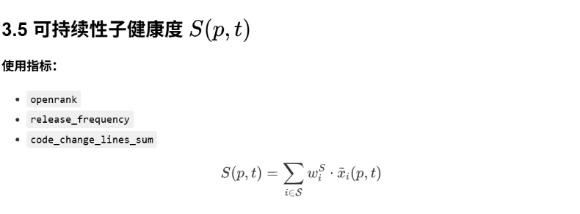 3.5 可持续性子健康度 S(p,t)
使用指标：
• openrank
• release_frequency
• code_change_lines_sum
S(p,t) = ∑_{i∈𝒮} w_i^S · x̃_i(p,t)